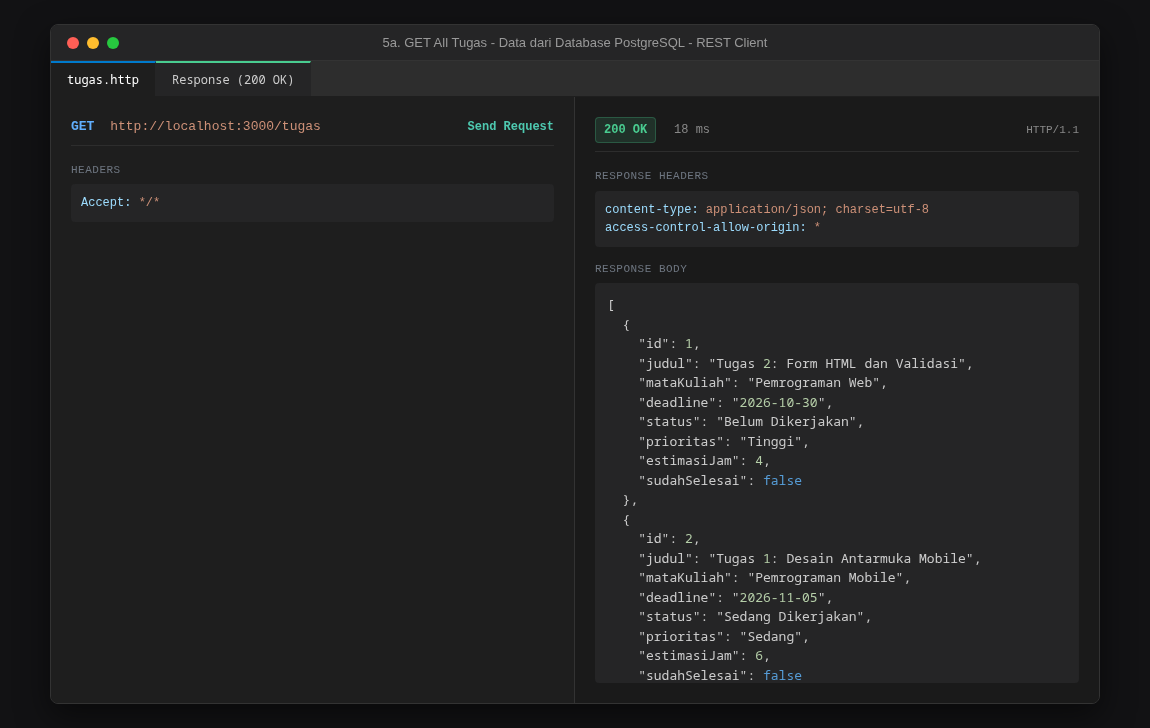 5a. GET All Tugas - Data dari Database PostgreSQL - REST Client
tugas.http
Response (200 OK)
GET http://localhost:3000/tugas
Send Request
HEADERS
Accept: */*
200 OK
18 ms
HTTP/1.1
RESPONSE HEADERS
content-type: application/json; charset=utf-8
access-control-allow-origin: *
RESPONSE BODY
[
  {
    "id": 1,
    "judul": "Tugas 2: Form HTML dan Validasi",
    "mataKuliah": "Pemrograman Web",
    "deadline": "2026-10-30",
    "status": "Belum Dikerjakan",
    "prioritas": "Tinggi",
    "estimasiJam": 4,
    "sudahSelesai": false
  },
  {
    "id": 2,
    "judul": "Tugas 1: Desain Antarmuka Mobile",
    "mataKuliah": "Pemrograman Mobile",
    "deadline": "2026-11-05",
    "status": "Sedang Dikerjakan",
    "prioritas": "Sedang",
    "estimasiJam": 6,
    "sudahSelesai": false